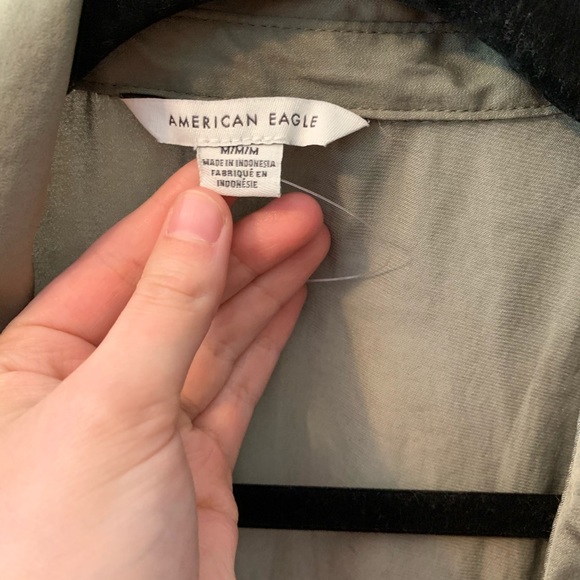 AMERICAN EAGLE
M/M/M
MADE IN INDONESIA
FABRIQUÉ EN
INDONÉSIE